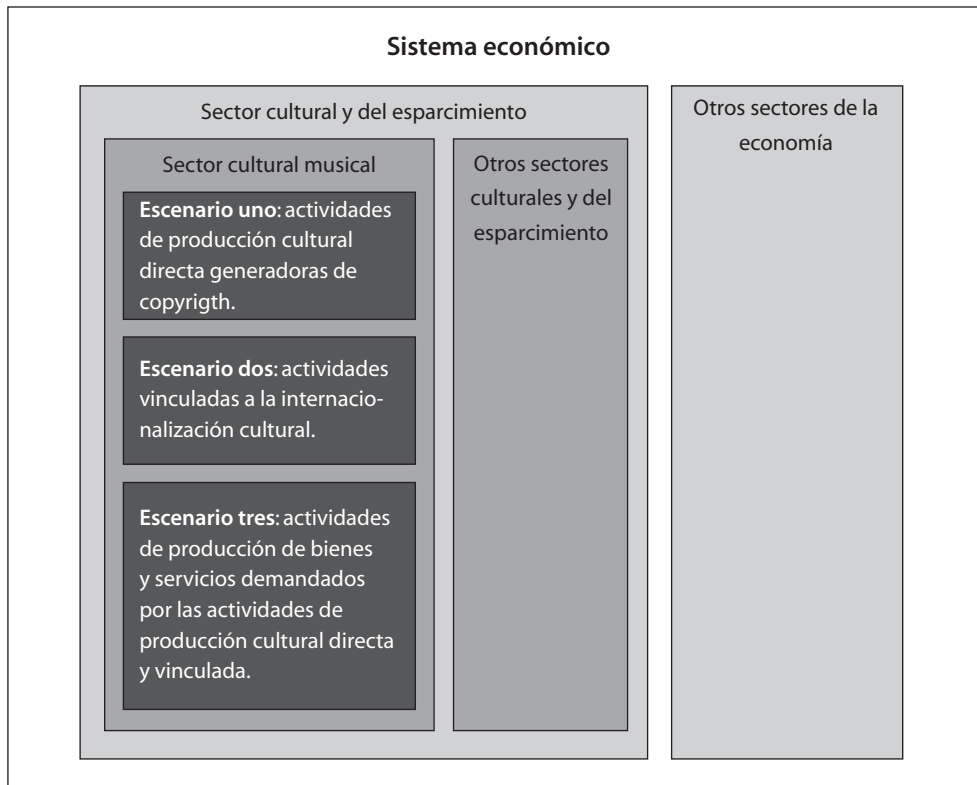 Sistema económico
Sector cultural y del esparcimiento
Sector cultural musical
Escenario uno: actividades
de producción cultural
directa generadoras de
copyrigth.
Escenario dos: actividades
vinculadas a la internacio-
nalización cultural.
Escenario tres: actividades
de producción de bienes
y servicios demandados
por las actividades de
producción cultural directa
y vinculada.
Otros sectores
culturales y del
esparcimiento
Otros sectores de la
economía